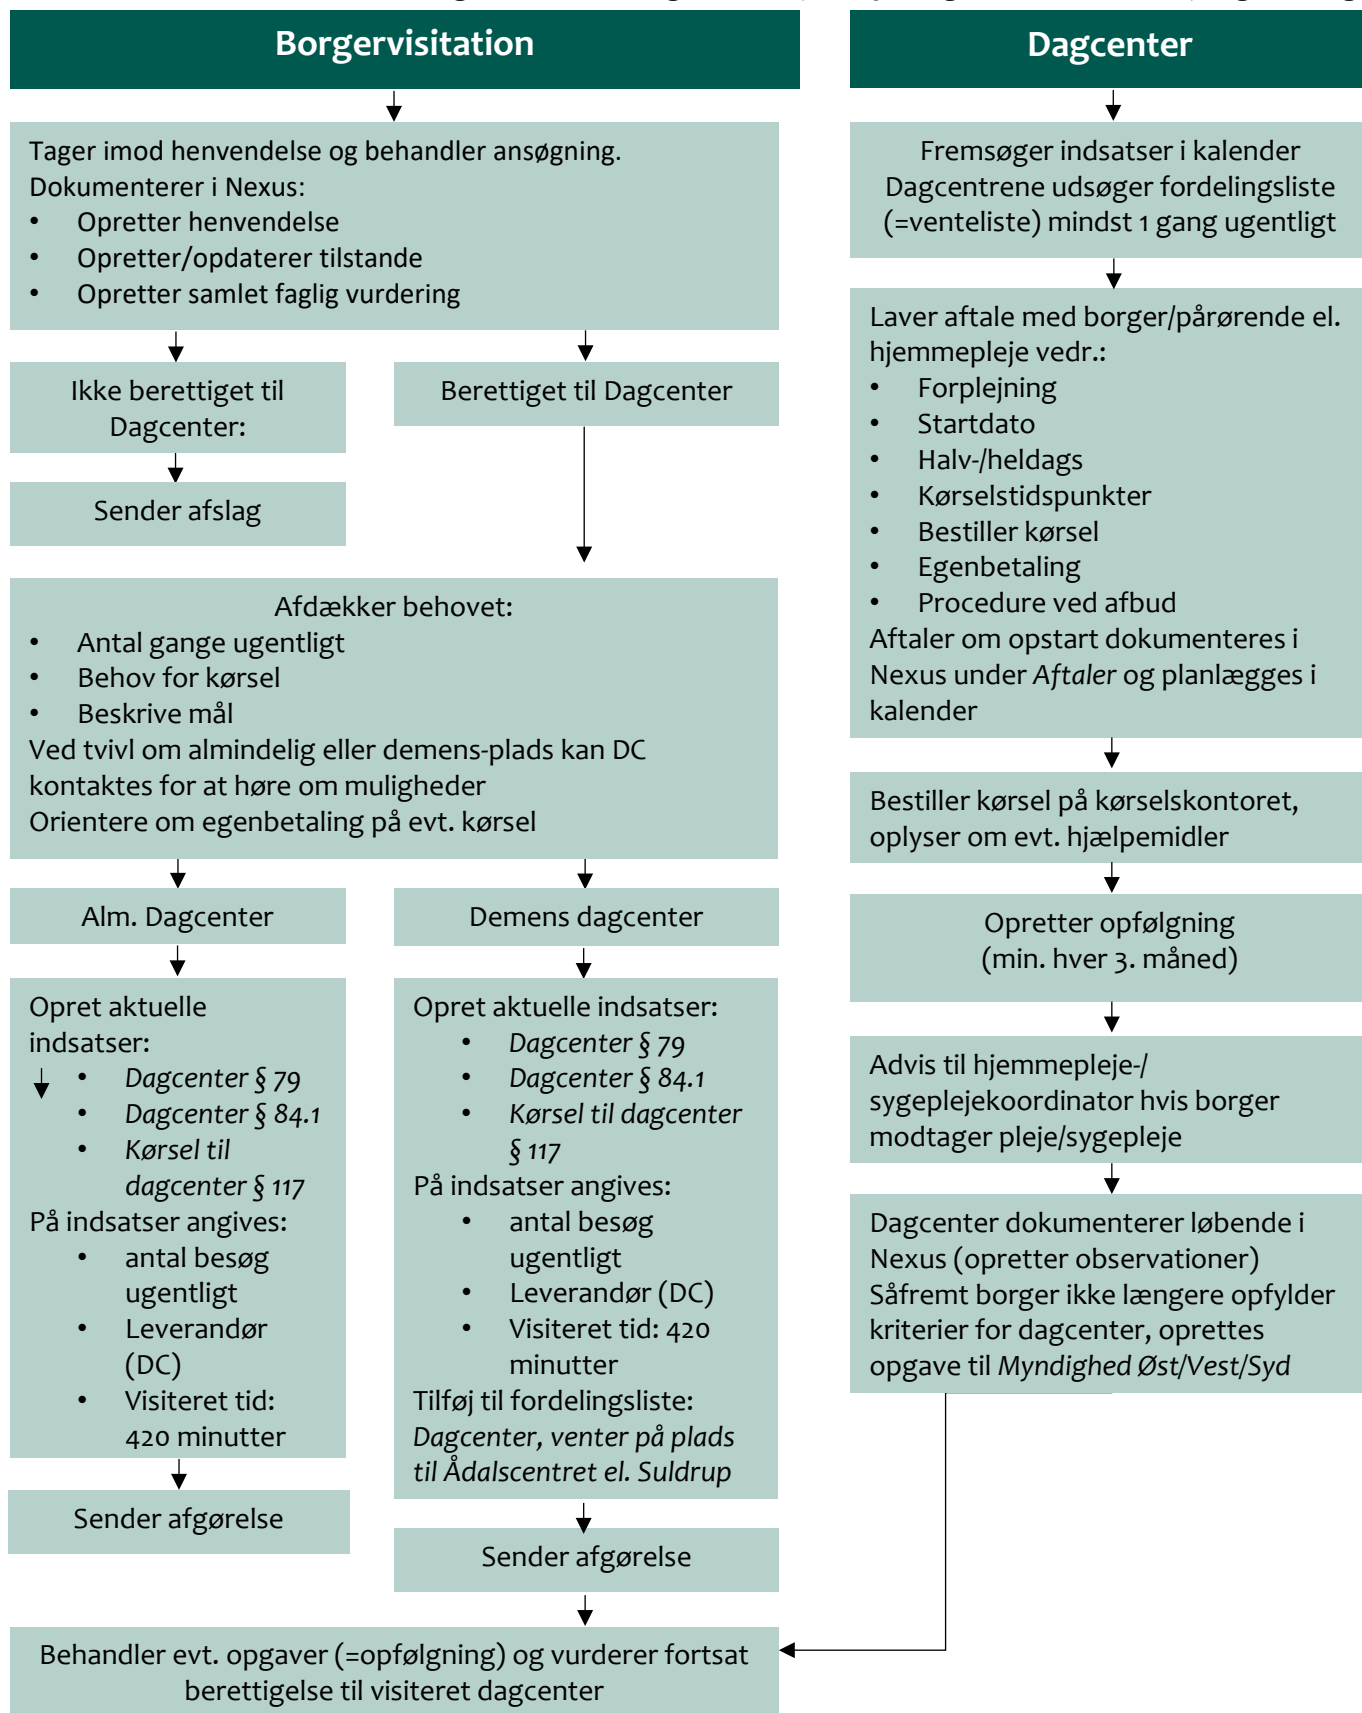 Borgervisitation
Tager imod henvendelse og behandler ansøgning.
Dokumenterer i Nexus:
• Opretter henvendelse
• Opretter/opdaterer tilstande
• Opretter samlet faglig vurdering
Ikke berettiget til
Dagcenter:
Sender afslag
Berettiget til Dagcenter
Afdækker behovet:
• Antal gange ugentligt
• Behov for kørsel
• Beskrive mål
Ved tvivl om almindelig eller demens-plads kan DC
kontaktes for at høre om muligheder
Orientere om egenbetaling på evt. kørsel
Alm. Dagcenter
Opret aktuelle
indsatser:
• Dagcenter § 79
• Dagcenter § 84.1
• Kørsel til
dagcenter § 117
På indsatser angives:
• antal besøg
ugentligt
• Leverandør
(DC)
• Visiteret tid:
420 minutter
Sender afgørelse
Demens dagcenter
Opret aktuelle indsatser:
• Dagcenter § 79
• Dagcenter § 84.1
• Kørsel til dagcenter
§ 117
På indsatser angives:
• antal besøg
ugentligt
• Leverandør (DC)
• Visiteret tid: 420
minutter
Tilføj til fordelingsliste:
Dagcenter, venter på plads
til Ådalscentret el. Suldrup
Sender afgørelse
Behandler evt. opgaver (=opfølgning) og vurderer fortsat
berettigelse til visiteret dagcenter
Dagcenter
Fremsøger indsatser i kalender
Dagcentrene udsøger fordelingsliste
(=venteliste) mindst 1 gang ugentligt
Laver aftale med borger/pårørende el.
hjemmepleje vedr.:
• Forplejning
• Startdato
• Halv-/heldags
• Kørselstidspunkter
• Bestiller kørsel
• Egenbetaling
• Procedure ved afbud
Aftaler om opstart dokumenteres i
Nexus under Aftaler og planlægges i
kalender
Bestiller kørsel på kørselskontoret,
oplyser om evt. hjælpemidler
Opretter opfølgning
(min. hver 3. måned)
Advis til hjemmepleje-/
sygeplejekoordinator hvis borger
modtager pleje/sygepleje
Dagcenter dokumenterer løbende i
Nexus (opretter observationer)
Såfremt borger ikke længere opfylder
kriterier for dagcenter, oprettes
opgave til Myndighed Øst/Vest/Syd